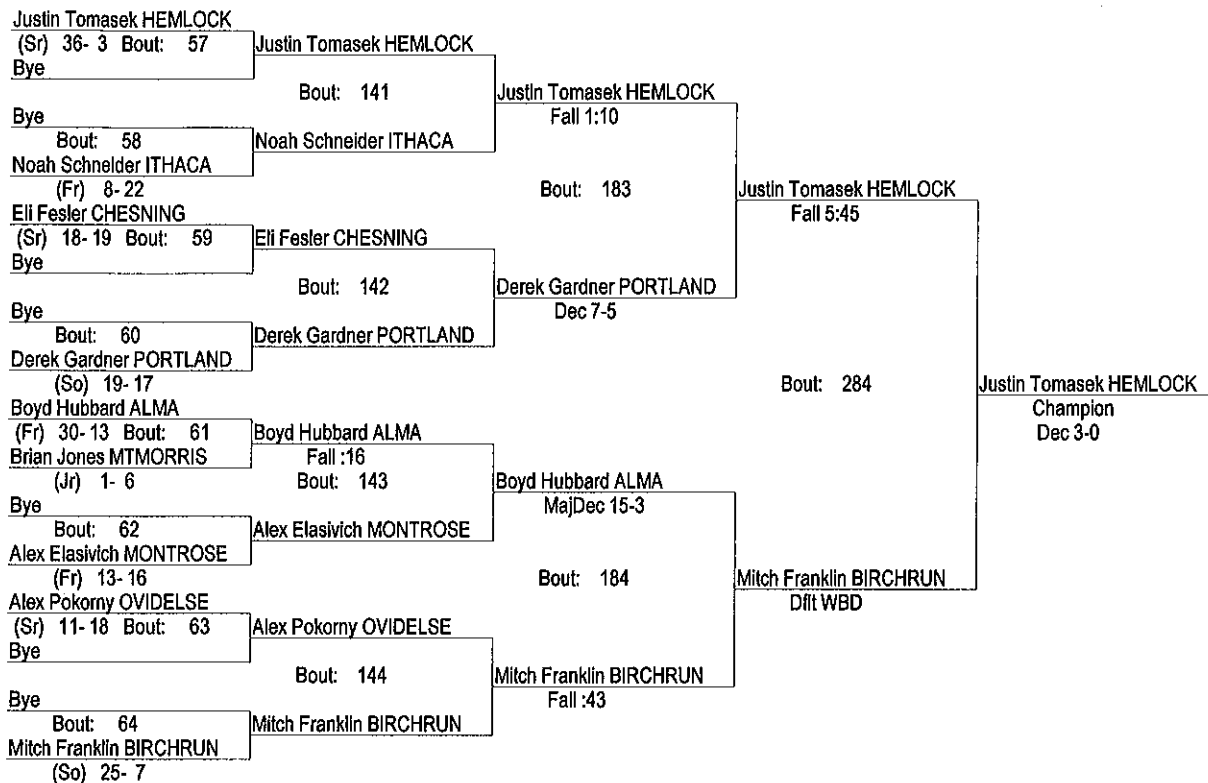 Justin Tomasek HEMLOCK
(Sr) 36- 3 Bout: 57
Bye
Justin Tomasek HEMLOCK
Bout: 141
Bye
Bout: 58
Noah Schneider ITHACA
(Fr) 8- 22
Noah Schneider ITHACA
Justin Tomasek HEMLOCK
Fall 1:10
Bout: 183
Eli Fesler CHESNING
(Sr) 18- 19 Bout: 59
Bye
Eli Fesler CHESNING
Bout: 142
Bye
Bout: 60
Derek Gardner PORTLAND
(So) 19- 17
Derek Gardner PORTLAND
Derek Gardner PORTLAND
Dec 7-5
Justin Tomasek HEMLOCK
Fall 5:45
Bout: 284
Boyd Hubbard ALMA
(Fr) 30- 13 Bout: 61
Brian Jones MTMORRIS
(Jr) 1- 6
Boyd Hubbard ALMA
Fall :16
Bout: 143
Bye
Bout: 62
Alex Elasivich MONTROSE
(Fr) 13- 16
Alex Elasivich MONTROSE
Boyd Hubbard ALMA
MajDec 15-3
Bout: 184
Alex Pokorny OVIDELSE
(Sr) 11- 18 Bout: 63
Bye
Alex Pokorny OVIDELSE
Bout: 144
Bye
Bout: 64
Mitch Franklin BIRCHRUN
(So) 25- 7
Mitch Franklin BIRCHRUN
Mitch Franklin BIRCHRUN
Fall :43
Mitch Franklin BIRCHRUN
Dflt WBD
Justin Tomasek HEMLOCK
Champion
Dec 3-0